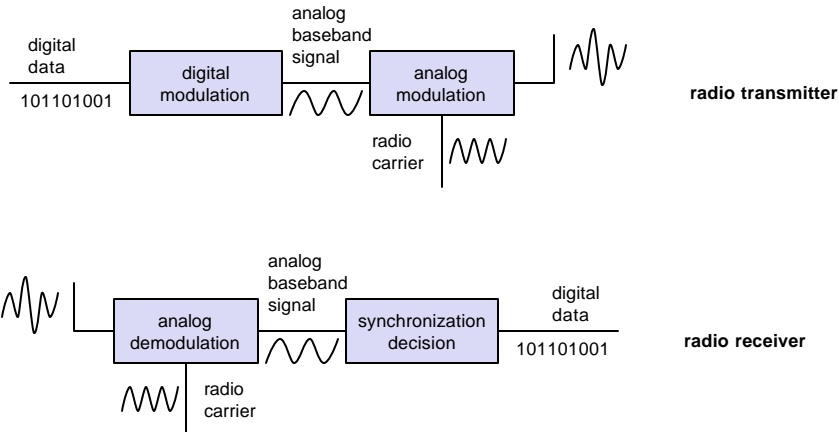 analog
baseband
signal
digital
data
101101001
digital
modulation
analog
modulation
radio
carrier
radio transmitter
analog
baseband
signal
analog
demodulation
synchronization
decision
digital
data
101101001
radio
carrier
radio receiver